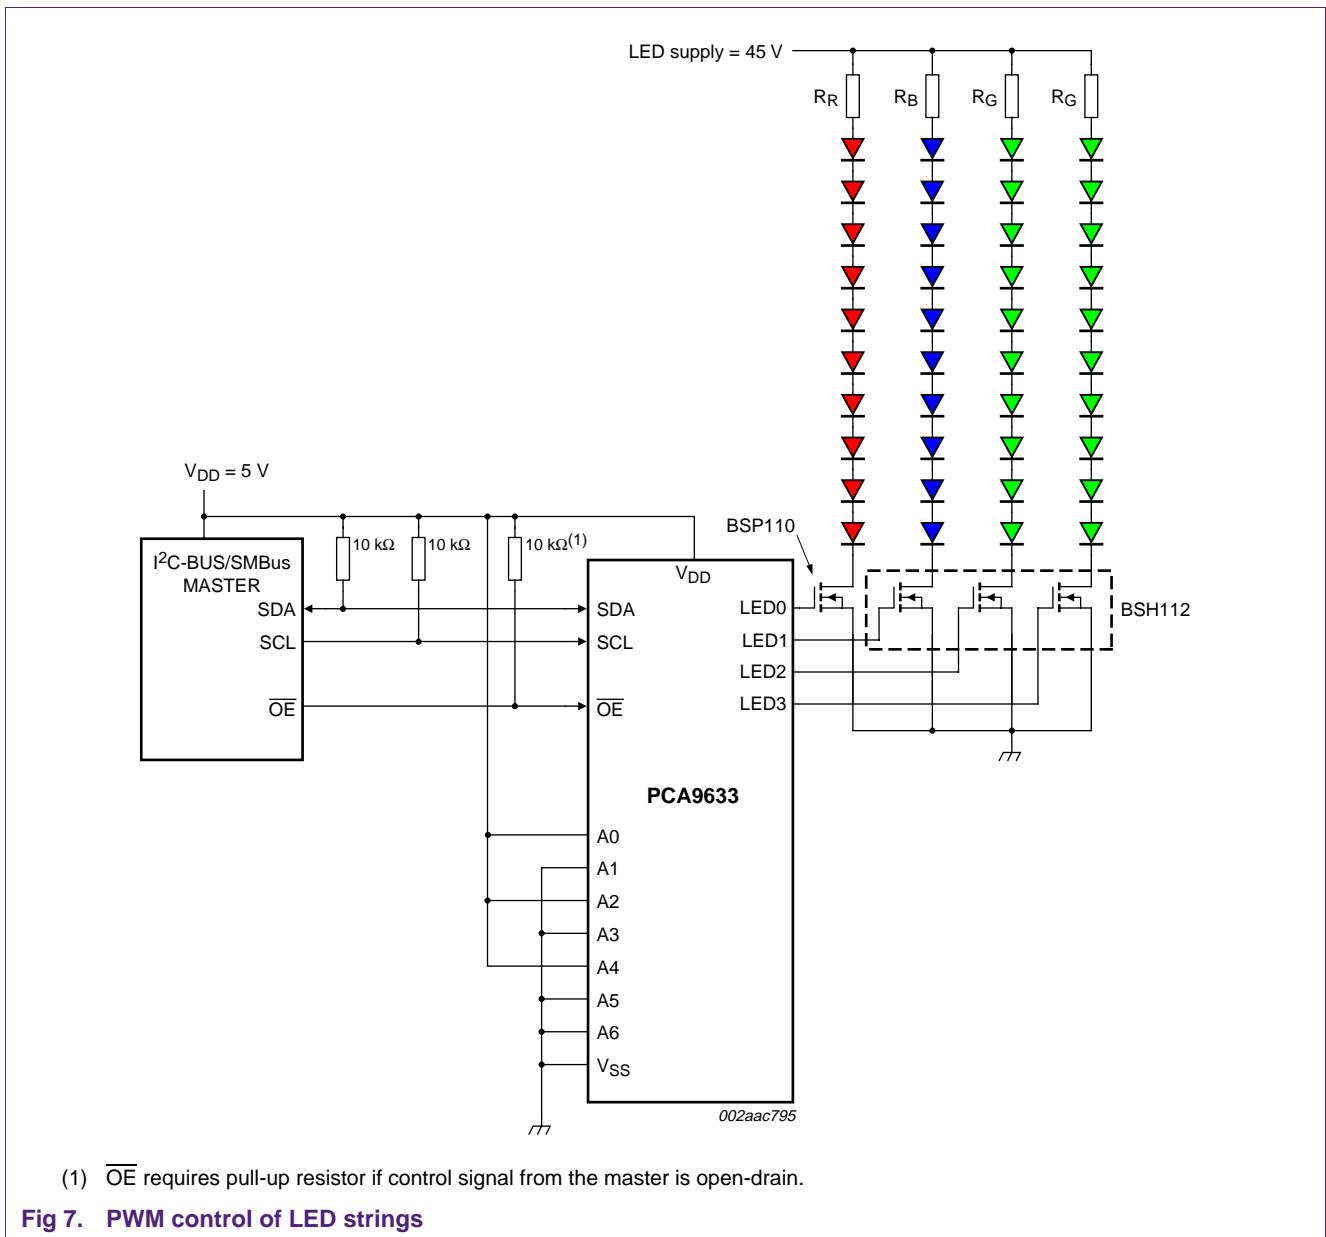 LED supply = 45 V
RR RB RG RG
VDD = 5 V
10 kΩ 10 kΩ 10 kΩ(1)
BSP110
I2C-BUS/SMBus
MASTER
SDA
SCL
OE
VDD
SDA
SCL
OE
LED0
LED1
LED2
LED3
BSH112
PCA9633
A0
A1
A2
A3
A4
A5
A6
VSS
002aac795
(1) OE requires pull-up resistor if control signal from the master is open-drain.
Fig 7. PWM control of LED strings